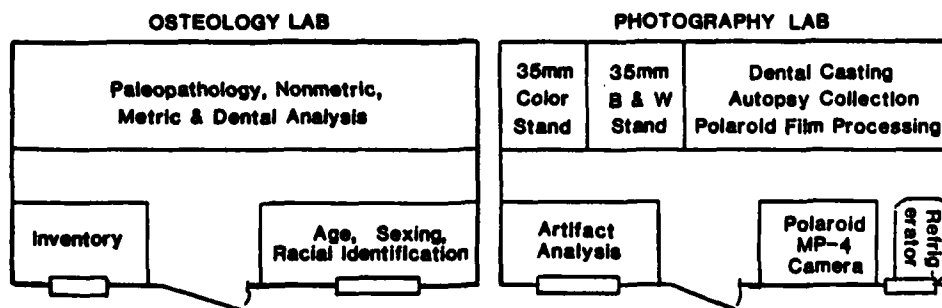 OSTEOLOGY LAB
Paleopathology, Nonmetric,
Metric & Dental Analysis
Inventory
Age, Sexing,
Racial Identification
PHOTOGRAPHY LAB
35mm
Color
Stand
35mm
B & W
Stand
Dental Casting
Autopsy Collection
Polaroid Film Processing
Artifact
Analysis
Polaroid
MP-4
Camera
Refrig-
erator